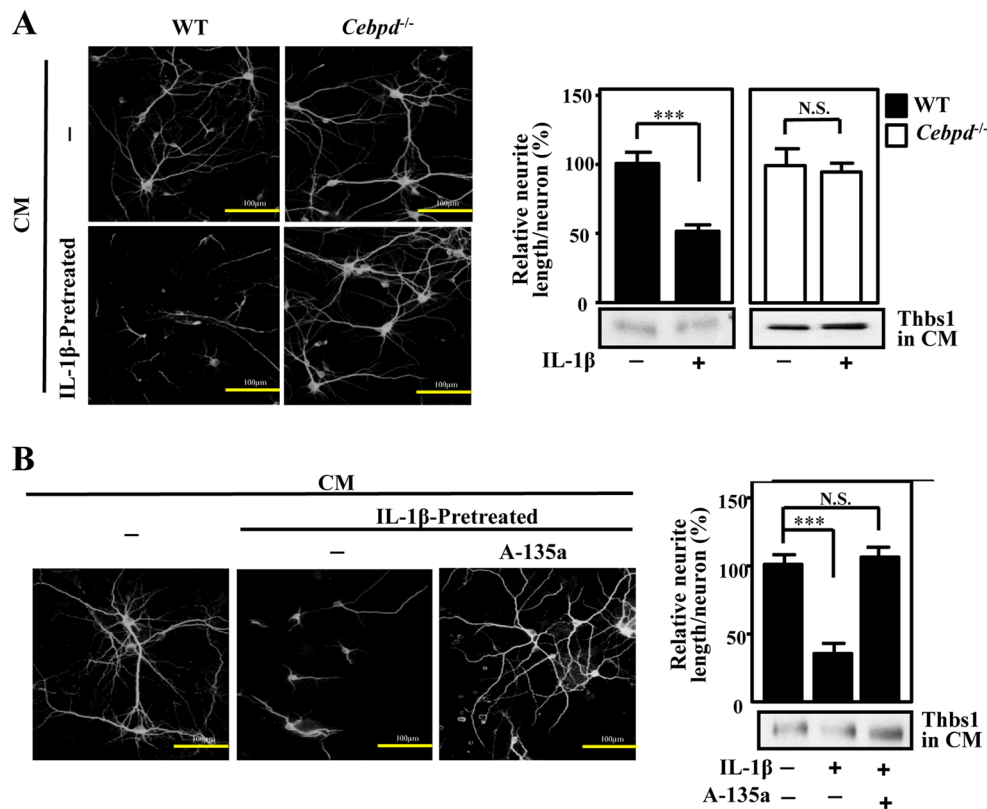 A
WT
Cebpd-/-
CM
–
IL-1β-Pretreated
100μm
100μm
100μm
100μm
Relative neurite
length/neuron (%)
150
100
50
0
***
N.S.
WT
Cebpd-/-
Thbs1
in CM
IL-1β
– + – +
B
CM
IL-1β-Pretreated
– – A-135a
100μm
100μm
100μm
Relative neurite
length/neuron (%)
150
100
50
0
N.S.
***
Thbs1
in CM
IL-1β – + +
A-135a +